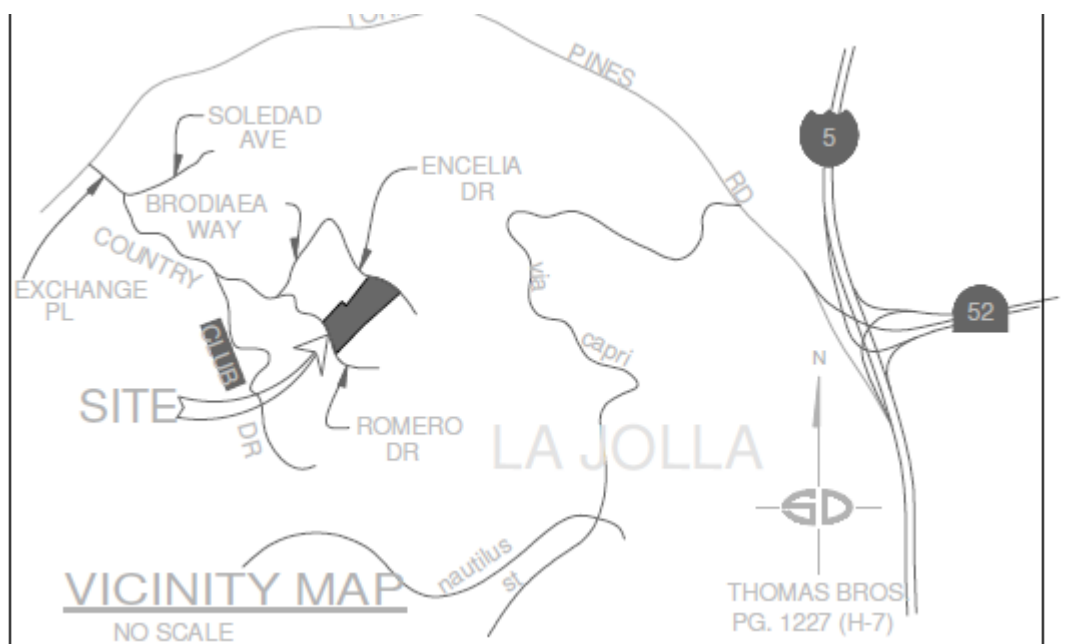 PINES
RD
SOLEDAD
AVE
5
ENCELIA
DR
BRODIAEA
WAY
COUNTRY
CLUB
DR
EXCHANGE
PL
via
capri
52
N
SITE
ROMERO
DR
LA JOLLA
SD
nautilus
st
VICINITY MAP
NO SCALE
THOMAS BROS
PG. 1227 (H-7)